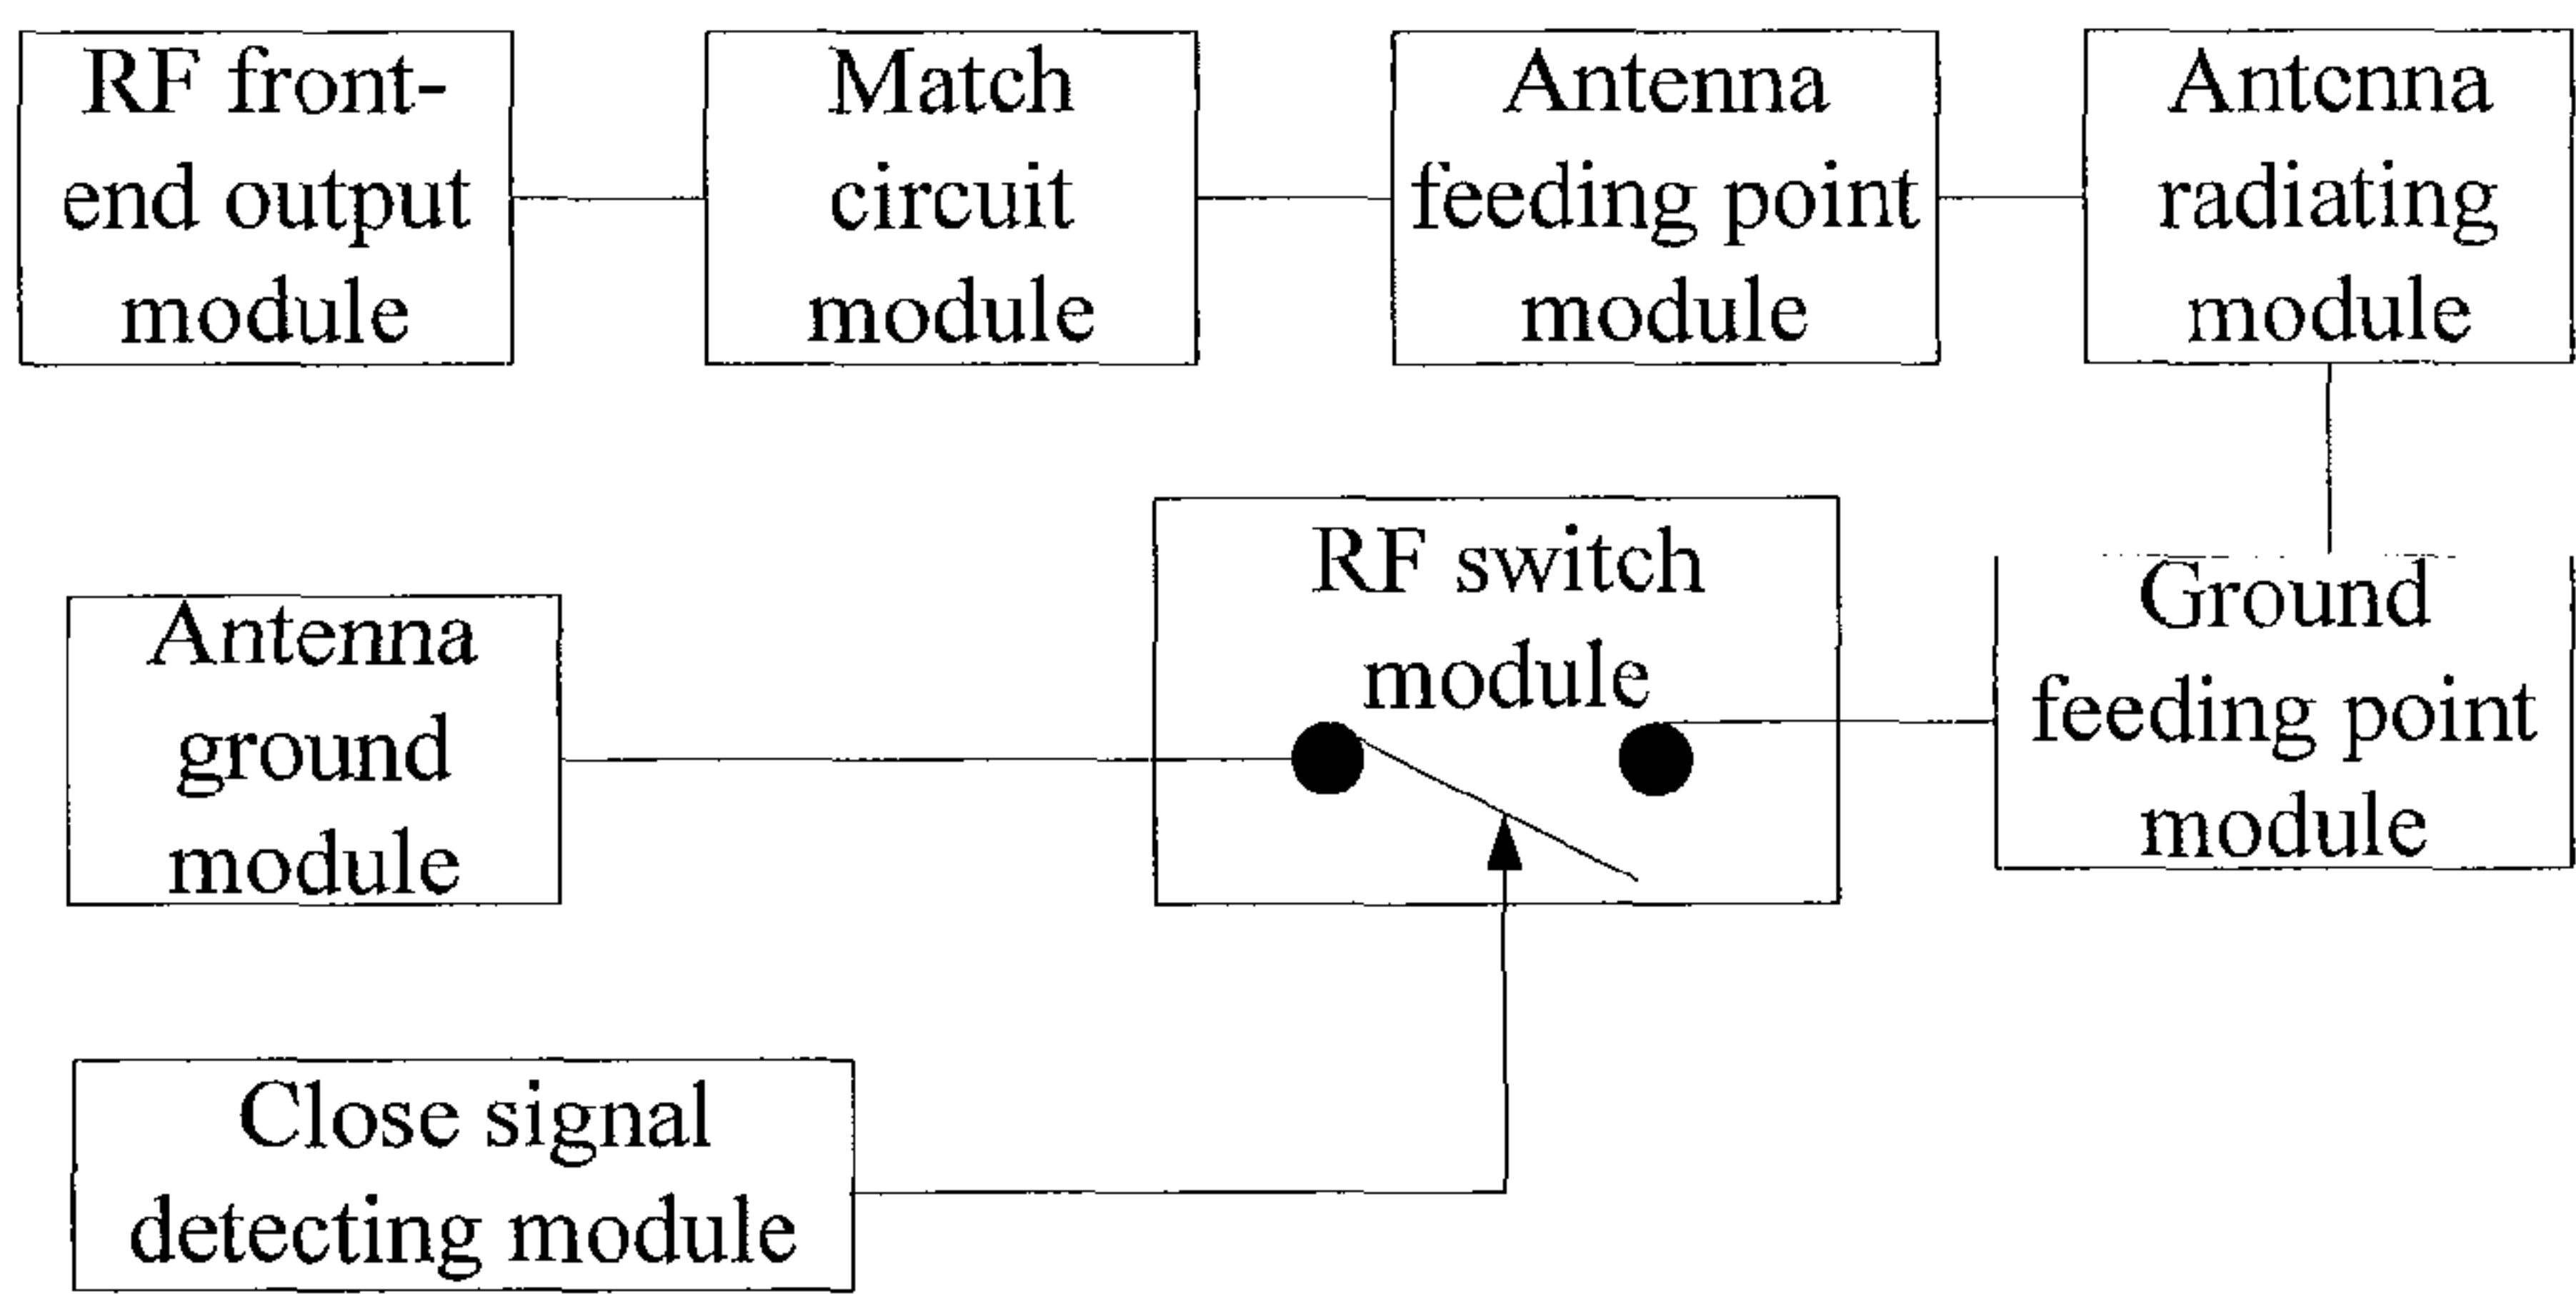 RF front-
end output
module
Match
circuit
module
Antenna
feeding point
module
Antenna
radiating
module
RF switch
module
Ground
feeding point
module
Antenna
ground
module
Close signal
detecting module